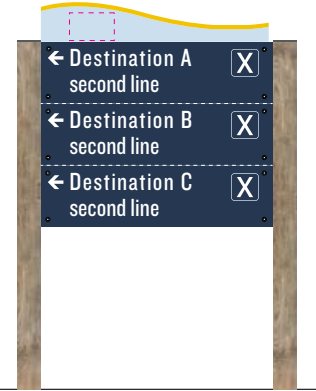 ← Destination A X
second line
← Destination B X
second line
← Destination C X
second line